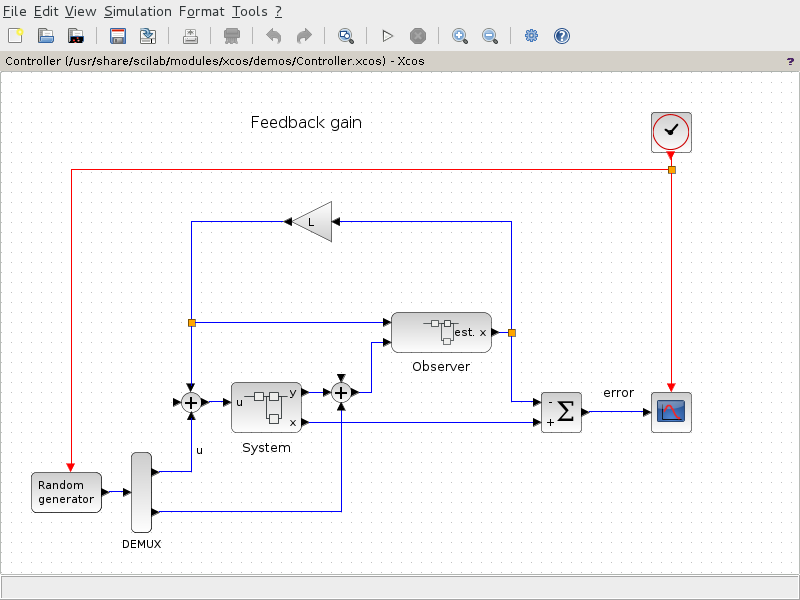 File Edit View Simulation Format Tools ?
Controller (/usr/share/scilab/modules/xcos/demos/Controller.xcos) - Xcos
?
Feedback gain
L
est. x
Observer
error
- 
+ Σ
u
y
x
System
u
Random
generator
DEMUX